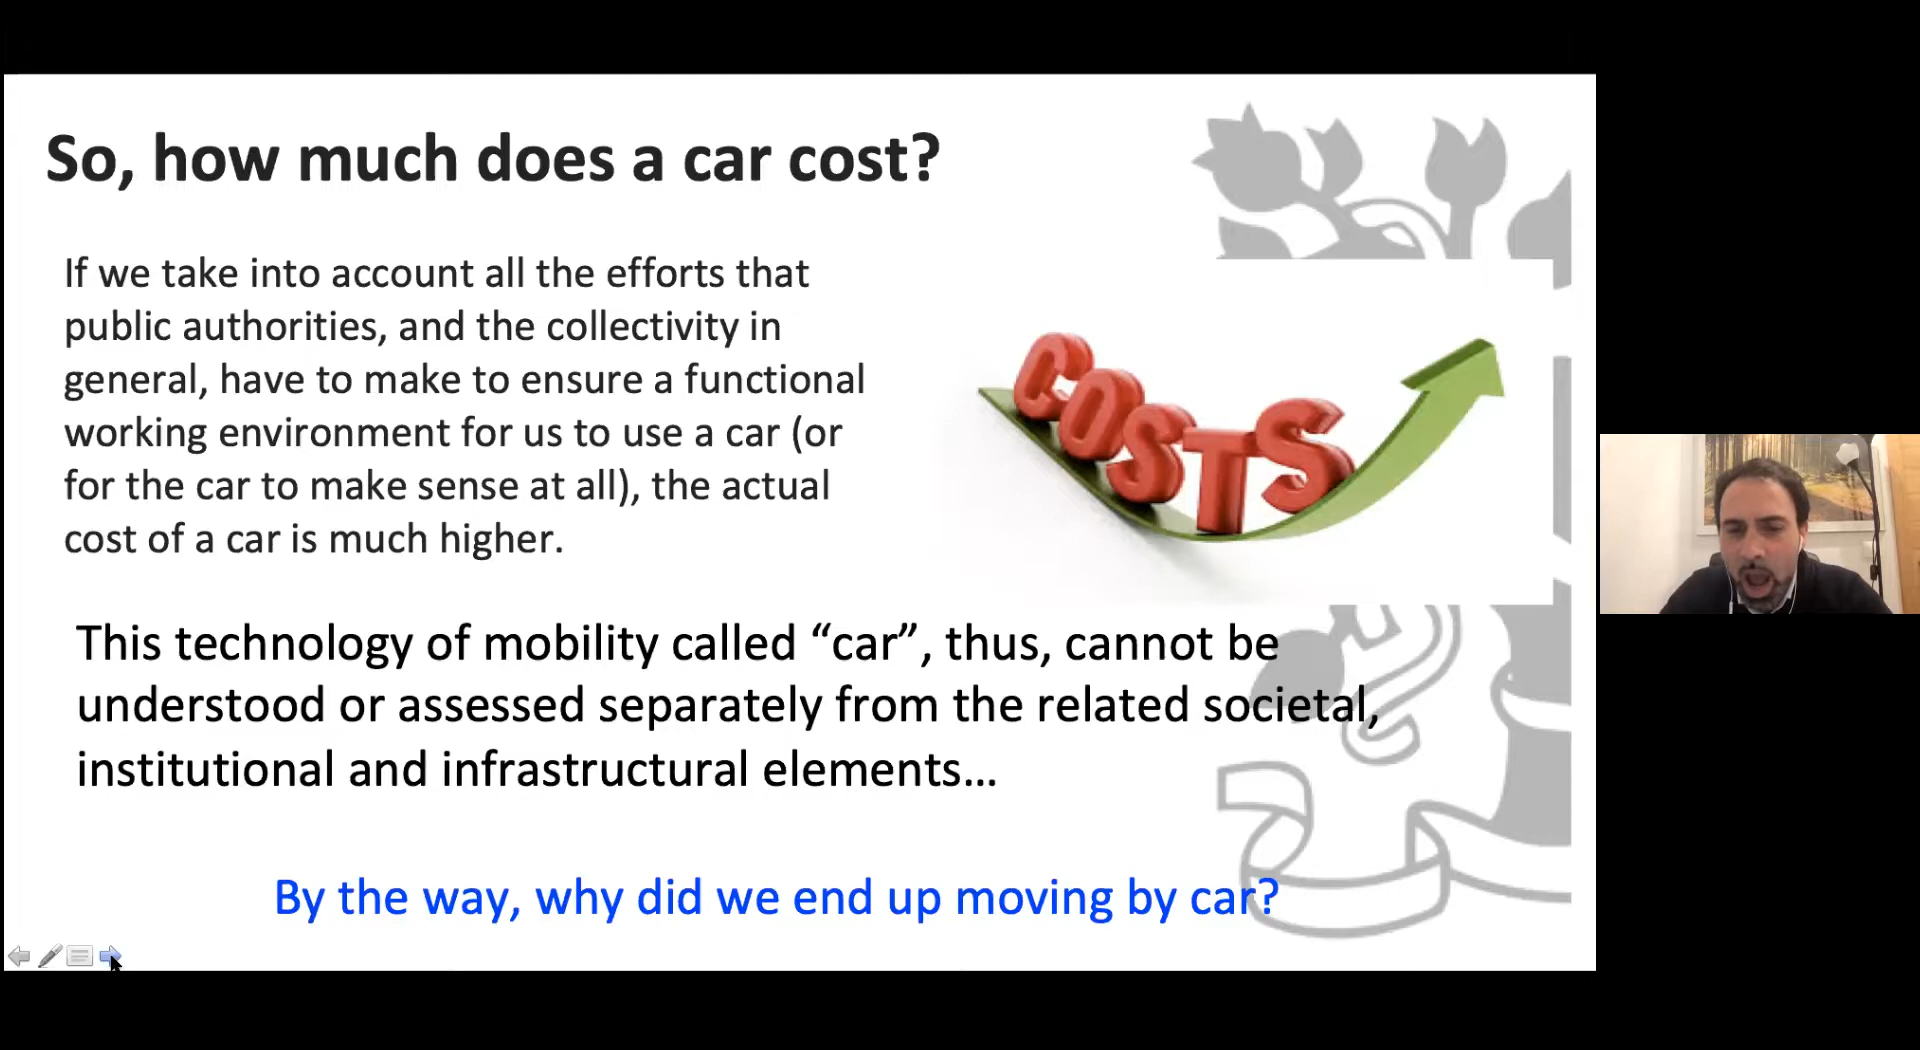 So, how much does a car cost?
If we take into account all the efforts that
public authorities, and the collectivity in
general, have to make to ensure a functional
working environment for us to use a car (or
for the car to make sense at all), the actual
cost of a car is much higher.
COSTS
This technology of mobility called “car”, thus, cannot be
understood or assessed separately from the related societal,
institutional and infrastructural elements…
By the way, why did we end up moving by car?